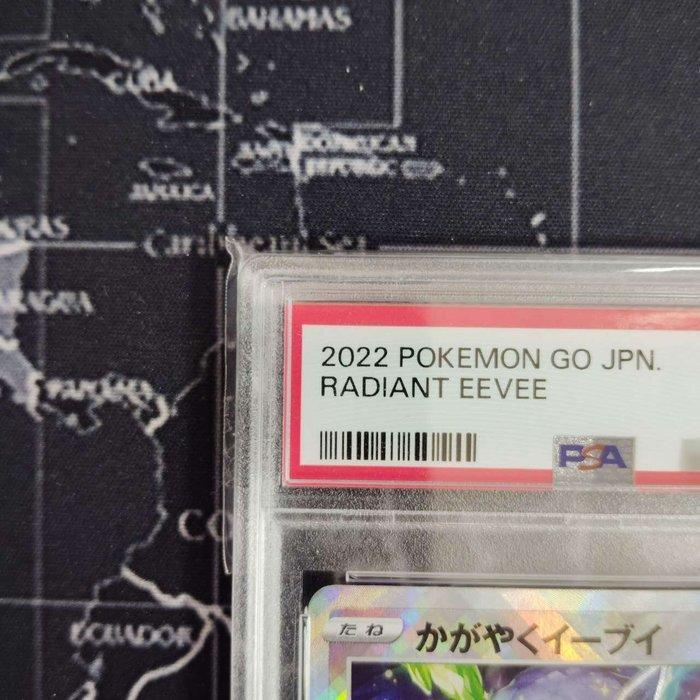 BAHAMAS
CUBA
DOMINICAN
REPUBLIC
JAMAICA
Caribbean Sea
PANAMA
2022 POKEMON GO JPN.
RADIANT EEVEE
PSA
CO
ECUADOR
たね かがやくイーブイ